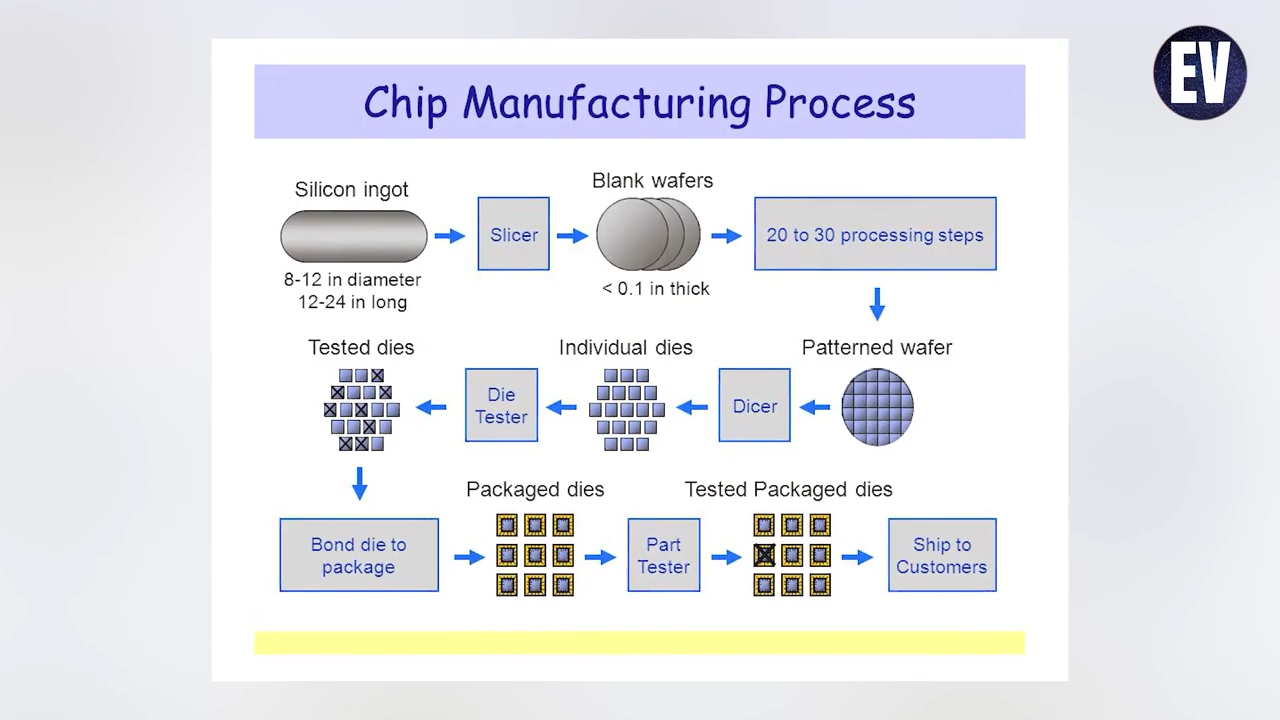 EV
Chip Manufacturing Process
Silicon ingot
Blank wafers
Slicer
20 to 30 processing steps
8-12 in diameter
12-24 in long
< 0.1 in thick
Tested dies
Individual dies
Patterned wafer
Die
Tester
Dicer
Packaged dies
Tested Packaged dies
Bond die to
package
Part
Tester
Ship to
Customers